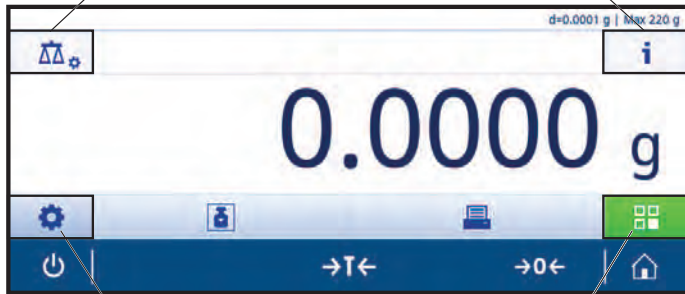 d=0.0001 g | Max 220 g
i
0.0000 g
→T← →0←